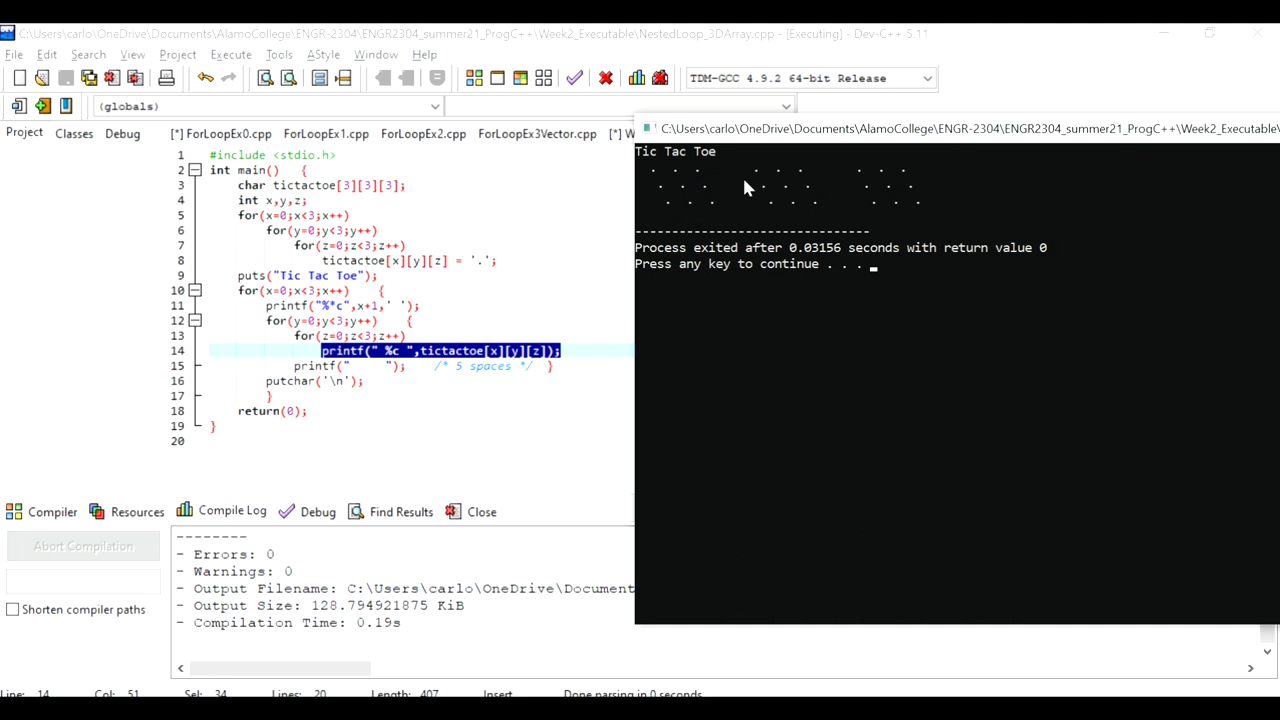 C:\Users\carlo\OneDrive\Documents\AlamoCollege\ENGR-2304\ENGR2304_summer21_ProgC++\Week2_Executable\NestedLoop_3DArray.cpp - [Executing] - Dev-C++ 5.11
File Edit Search View Project Execute Tools AStyle Window Help
TDM-GCC 4.9.2 64-bit Release
(globals)
Project Classes Debug [*] ForLoopEx0.cpp ForLoopEx1.cpp ForLoopEx2.cpp ForLoopEx3Vector.cpp [*] W
1 #include <stdio.h>
2 int main() {
3 char tictactoe[3][3][3];
4 int x,y,z;
5 for(x=0;x<3;x++)
6 for(y=0;y<3;y++)
7 for(z=0;z<3;z++)
8 tictactoe[x][y][z] = '.';
9 puts("Tic Tac Toe");
10 for(x=0;x<3;x++) {
11 printf("%*c",x+1,' ');
12 for(y=0;y<3;y++) {
13 for(z=0;z<3;z++)
14 printf(" %c ",tictactoe[x][y][z]);
15 printf("     "); /* 5 spaces */ }
16 putchar('\n');
17 }
18 return(0);
19 }
20
C:\Users\carlo\OneDrive\Documents\AlamoCollege\ENGR-2304\ENGR2304_summer21_ProgC++\Week2_Executable\
Tic Tac Toe
. . . . . . . . .
. . . . . . . . .
. . . . . . . . .
--------------------------------
Process exited after 0.03156 seconds with return value 0
Press any key to continue . . .
Compiler Resources Compile Log Debug Find Results Close
Abort Compilation
Shorten compiler paths
--------
- Errors: 0
- Warnings: 0
- Output Filename: C:\Users\carlo\OneDrive\Document
- Output Size: 128.794921875 KiB
- Compilation Time: 0.19s
Line: 14 Col: 51 Sel: 34 Lines: 20 Length: 407 Insert Done parsing in 0 seconds